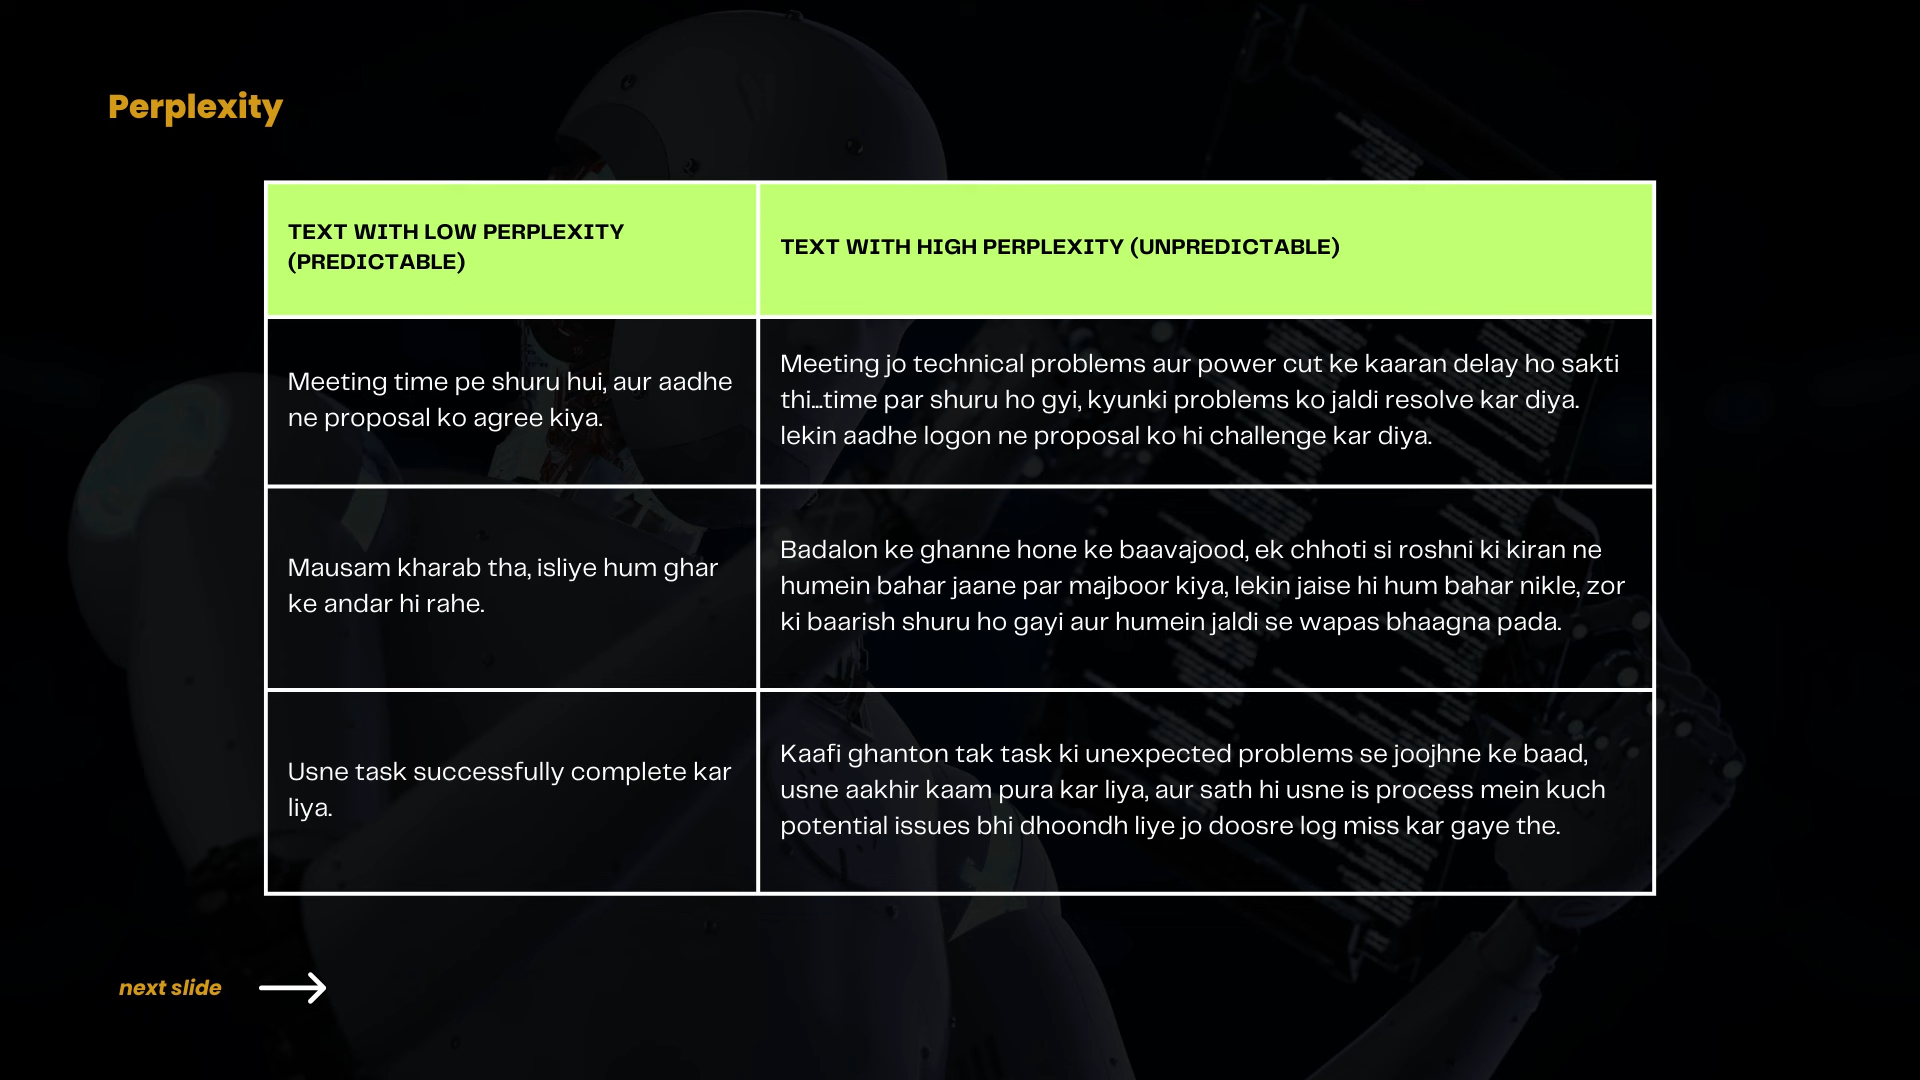 Perplexity
TEXT WITH LOW PERPLEXITY
(PREDICTABLE)
TEXT WITH HIGH PERPLEXITY (UNPREDICTABLE)
Meeting time pe shuru hui, aur aadhe
ne proposal ko agree kiya.
Meeting jo technical problems aur power cut ke kaaran delay ho sakti
thi...time par shuru ho gyi, kyunki problems ko jaldi resolve kar diya.
lekin aadhe logon ne proposal ko hi challenge kar diya.
Mausam kharab tha, isliye hum ghar
ke andar hi rahe.
Badalon ke ghanne hone ke baavajood, ek chhoti si roshni ki kiran ne
humein bahar jaane par majboor kiya, lekin jaise hi hum bahar nikle, zor
ki baarish shuru ho gayi aur humein jaldi se wapas bhaagna pada.
Usne task successfully complete kar
liya.
Kaafi ghanton tak task ki unexpected problems se joojhne ke baad,
usne aakhir kaam pura kar liya, aur sath hi usne is process mein kuch
potential issues bhi dhoondh liye jo doosre log miss kar gaye the.
next slide